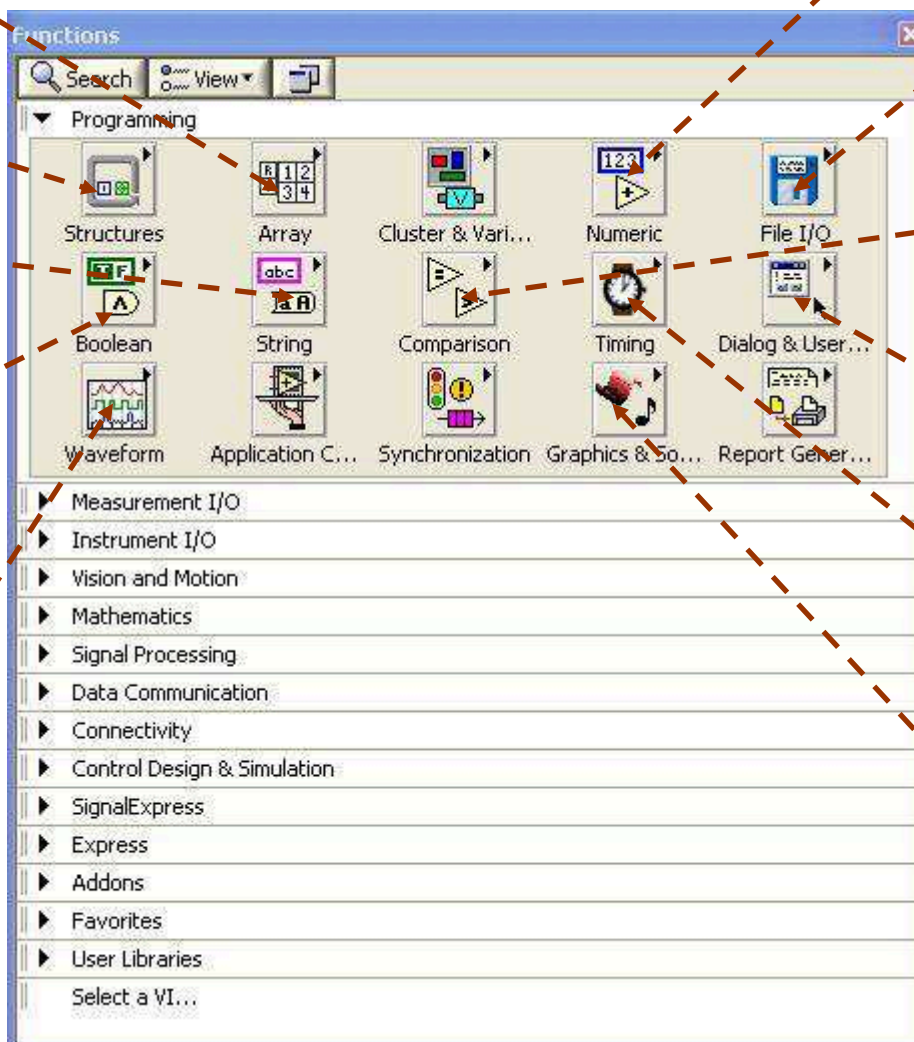 Functions
Search View
Programming
Structures Array Cluster & Vari... Numeric File I/O
Boolean String Comparison Timing Dialog & User...
Waveform Application C... Synchronization Graphics & So... Report Gener...
Measurement I/O
Instrument I/O
Vision and Motion
Mathematics
Signal Processing
Data Communication
Connectivity
Control Design & Simulation
SignalExpress
Express
Addons
Favorites
User Libraries
Select a VI...